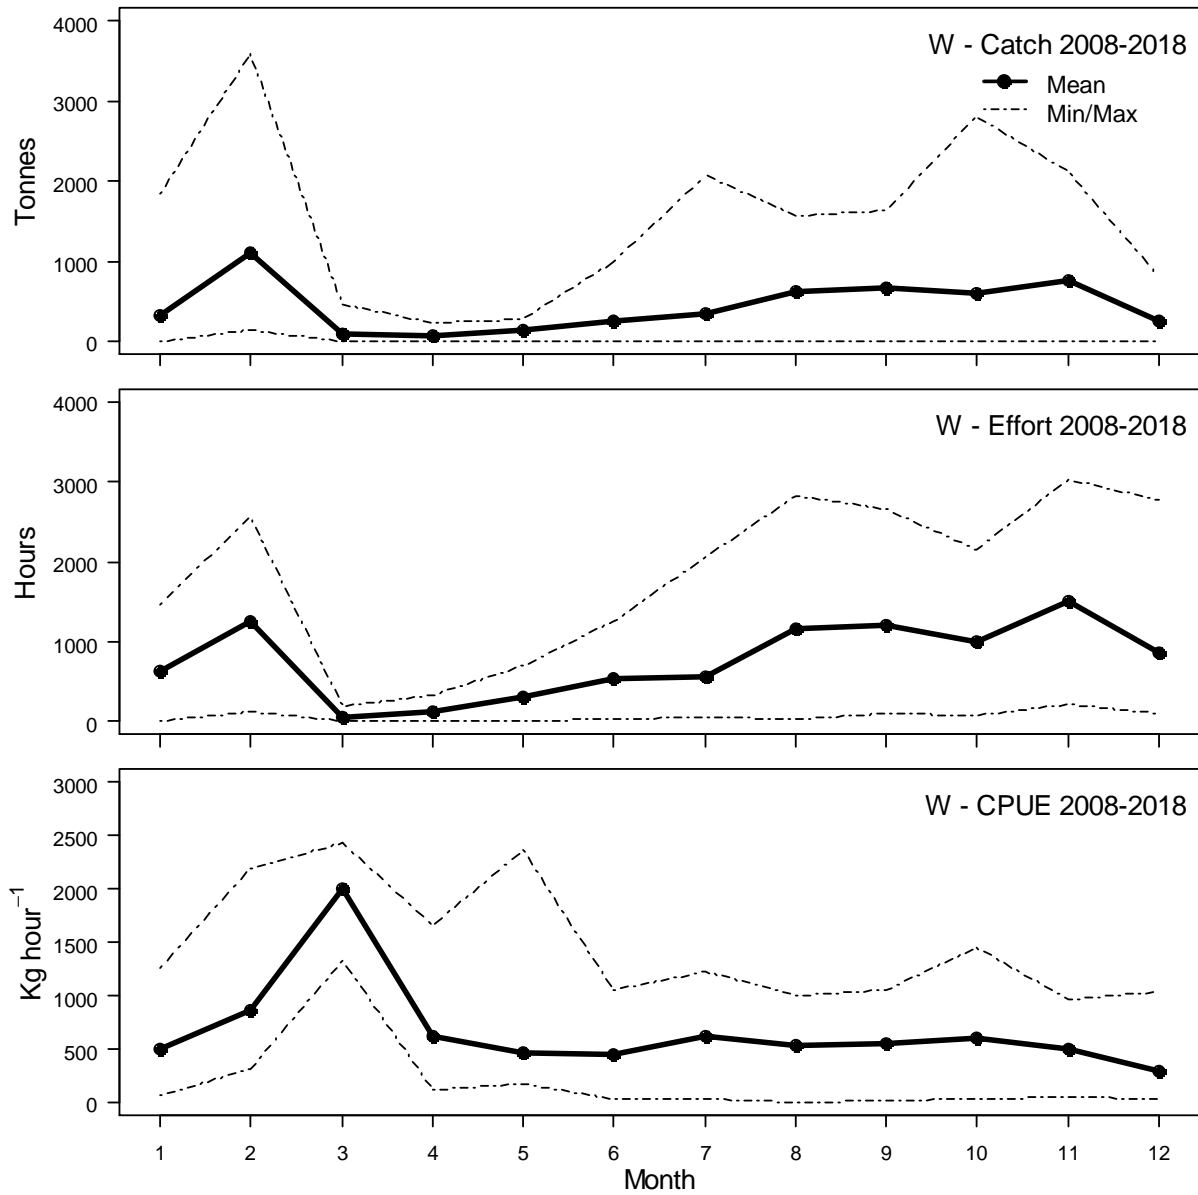 W - Catch 2008-2018
Mean
Min/Max
Tonnes
4000
3000
2000
1000
0
W - Effort 2008-2018
Hours
4000
3000
2000
1000
0
W - CPUE 2008-2018
Kg hour⁻¹
3000
2500
2000
1500
1000
500
0
1 2 3 4 5 6 7 8 9 10 11 12
Month